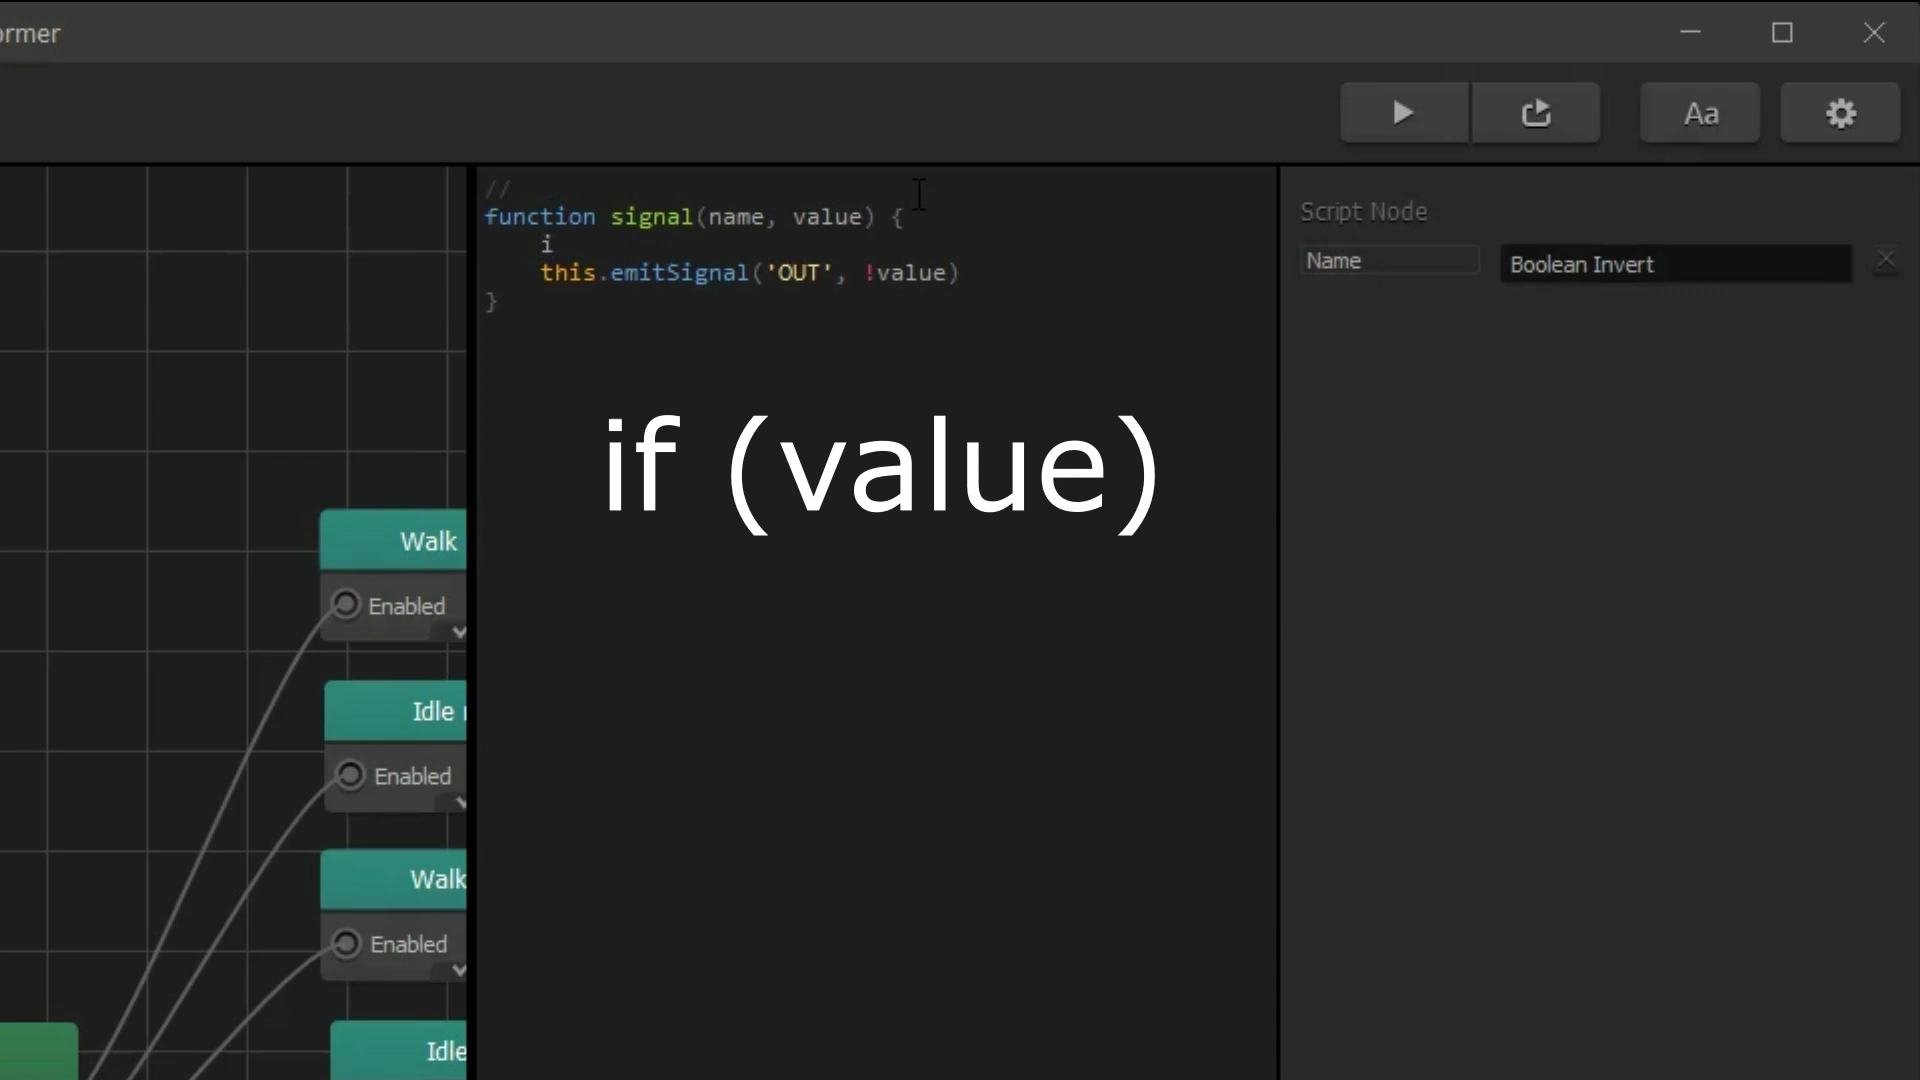 ormer
Aa
//
function signal(name, value) {
i
this.emitSignal('OUT', !value)
}
if (value)
Script Node
Name
Boolean Invert
Walk
Enabled
Idle
Enabled
Walk
Enabled
Idle